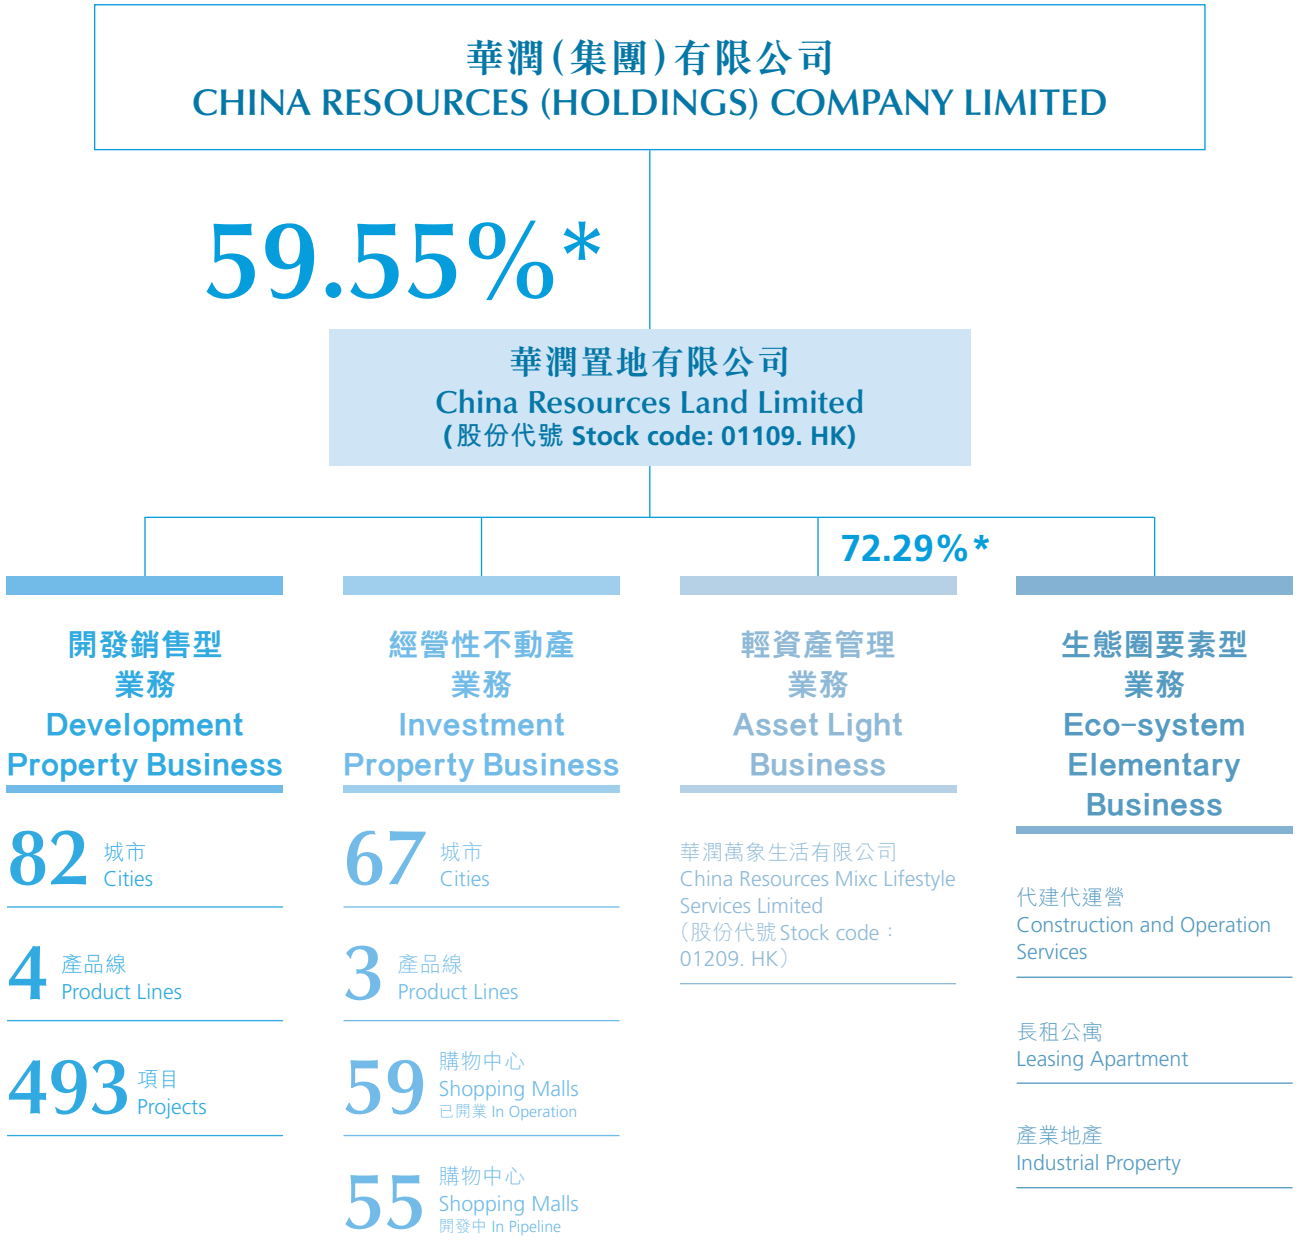 華潤(集團)有限公司
CHINA RESOURCES (HOLDINGS) COMPANY LIMITED
59.55%*
華潤置地有限公司
China Resources Land Limited
(股份代號 Stock code: 01109. HK)
72.29%*
開發銷售型
業務
Development
Property Business
82 城市
Cities
4 產品線
Product Lines
493 項目
Projects
經營性不動產
業務
Investment
Property Business
67 城市
Cities
3 產品線
Product Lines
59 購物中心
Shopping Malls
已開業 In Operation
55 購物中心
Shopping Malls
開發中 In Pipeline
輕資產管理
業務
Asset Light
Business
華潤萬象生活有限公司
China Resources Mixc Lifestyle
Services Limited
(股份代號Stock code：
01209. HK)
生態圈要素型
業務
Eco-system
Elementary
Business
代建代運營
Construction and Operation
Services
長租公寓
Leasing Apartment
產業地產
Industrial Property